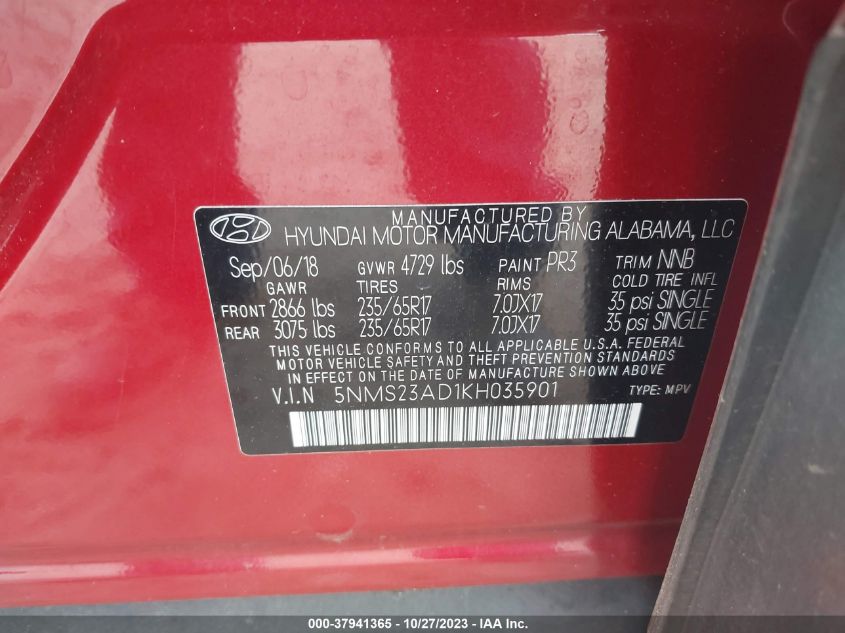 MANUFACTURED BY
HYUNDAI MOTOR MANUFACTURING ALABAMA, LLC
Sep/06/18 GVWR 4729 lbs PAINT PR3 TRIM NNB
GAWR TIRES RIMS COLD TIRE INFL
FRONT 2866 lbs 235/65R17 7.0JX17 35 psi SINGLE
REAR 3075 lbs 235/65R17 7.0JX17 35 psi SINGLE
THIS VEHICLE CONFORMS TO ALL APPLICABLE U.S.A. FEDERAL
MOTOR VEHICLE SAFETY AND THEFT PREVENTION STANDARDS
IN EFFECT ON THE DATE OF MANUFACTURE SHOWN ABOVE
V.I.N 5NMS23AD1KH035901 TYPE: MPV
000-37941365 | 10/27/2023 | IAA Inc.